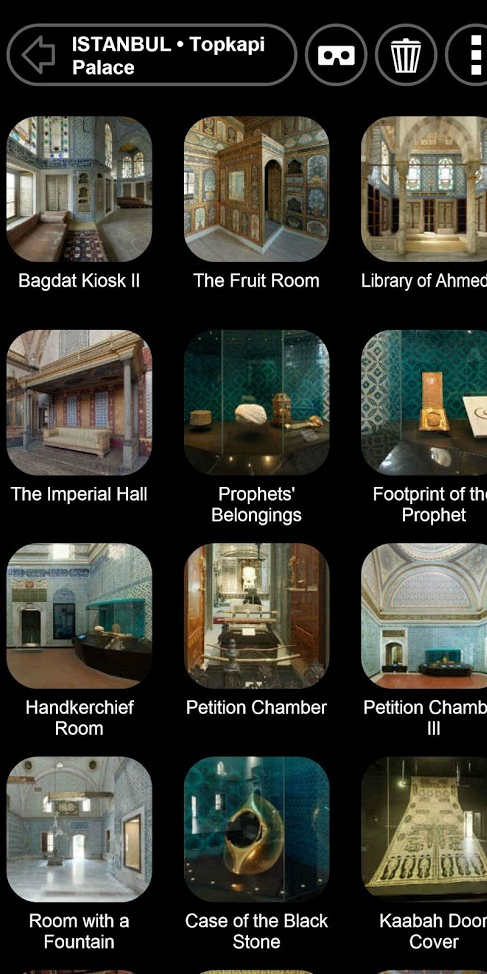 ISTANBUL • Topkapi
Palace
Bagdat Kiosk II
The Fruit Room
Library of Ahmed
The Imperial Hall
Prophets'
Belongings
Footprint of the
Prophet
Handkerchief
Room
Petition Chamber
Petition Chamb
III
Room with a
Fountain
Case of the Black
Stone
Kaabah Door
Cover